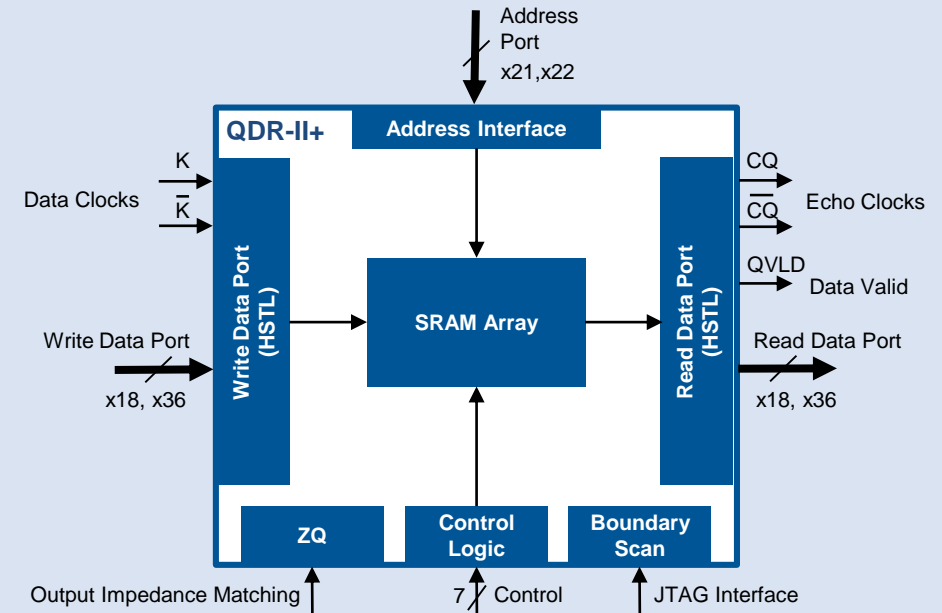 Address
Port
x21,x22
QDR-II+
Address Interface
K
Data Clocks
K̅
Write Data Port
(HSTL)
Write Data Port
x18, x36
SRAM Array
Read Data Port
(HSTL)
CQ
Echo Clocks
C̅Q̅
QVLD
Data Valid
Read Data Port
x18, x36
ZQ
Control
Logic
Boundary
Scan
Output Impedance Matching
7
Control
JTAG Interface